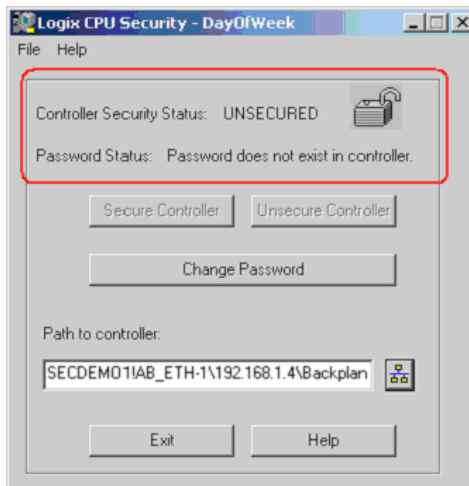 Logix CPU Security - DayOfWeek
File Help
Controller Security Status: UNSECURED
Password Status: Password does not exist in controller.
Secure Controller Unsecure Controller
Change Password
Path to controller:
SECDEMO1!AB_ETH-1\192.168.1.4\Backplan
Exit Help